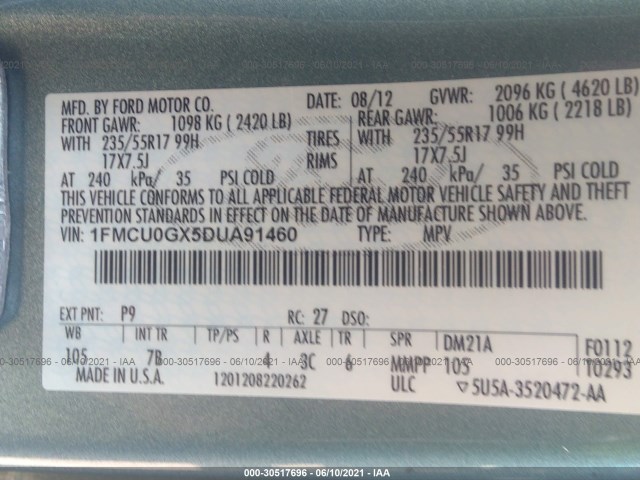 MFD. BY FORD MOTOR CO. DATE: 08/12 GVWR: 2096 KG ( 4620 LB)
FRONT GAWR: 1098 KG ( 2420 LB) REAR GAWR: 1006 KG ( 2218 LB)
WITH 235/55R17 99H TIRES WITH 235/55R17 99H
17X7.5J RIMS 17X7.5J
AT 240 kPa/ 35 PSI COLD AT 240 kPa/ 35 PSI COLD
THIS VEHICLE CONFORMS TO ALL APPLICABLE FEDERAL MOTOR VEHICLE SAFETY AND THEFT
PREVENTION STANDARDS IN EFFECT ON THE DATE OF MANUFACTURE SHOWN ABOVE.
VIN: 1FMCU0GX5DUA91460 TYPE: MPV
EXT PNT: P9 RC: 27 DSO:
WB INT TR TP/PS R AXLE TR SPR DM21A F0112
000-30517696 - 06/10/2021 - IAA 000-30517696 - 06/10/2021 - IAA 000-30517696 - 06/10/2021 - IAA
105 7B 4 3C 6 MMPP 105 T0293
MADE IN U.S.A. 1201208220262 ULC 5U5A-3520472-AA
000-30517696 - 06/10/2021 - IAA